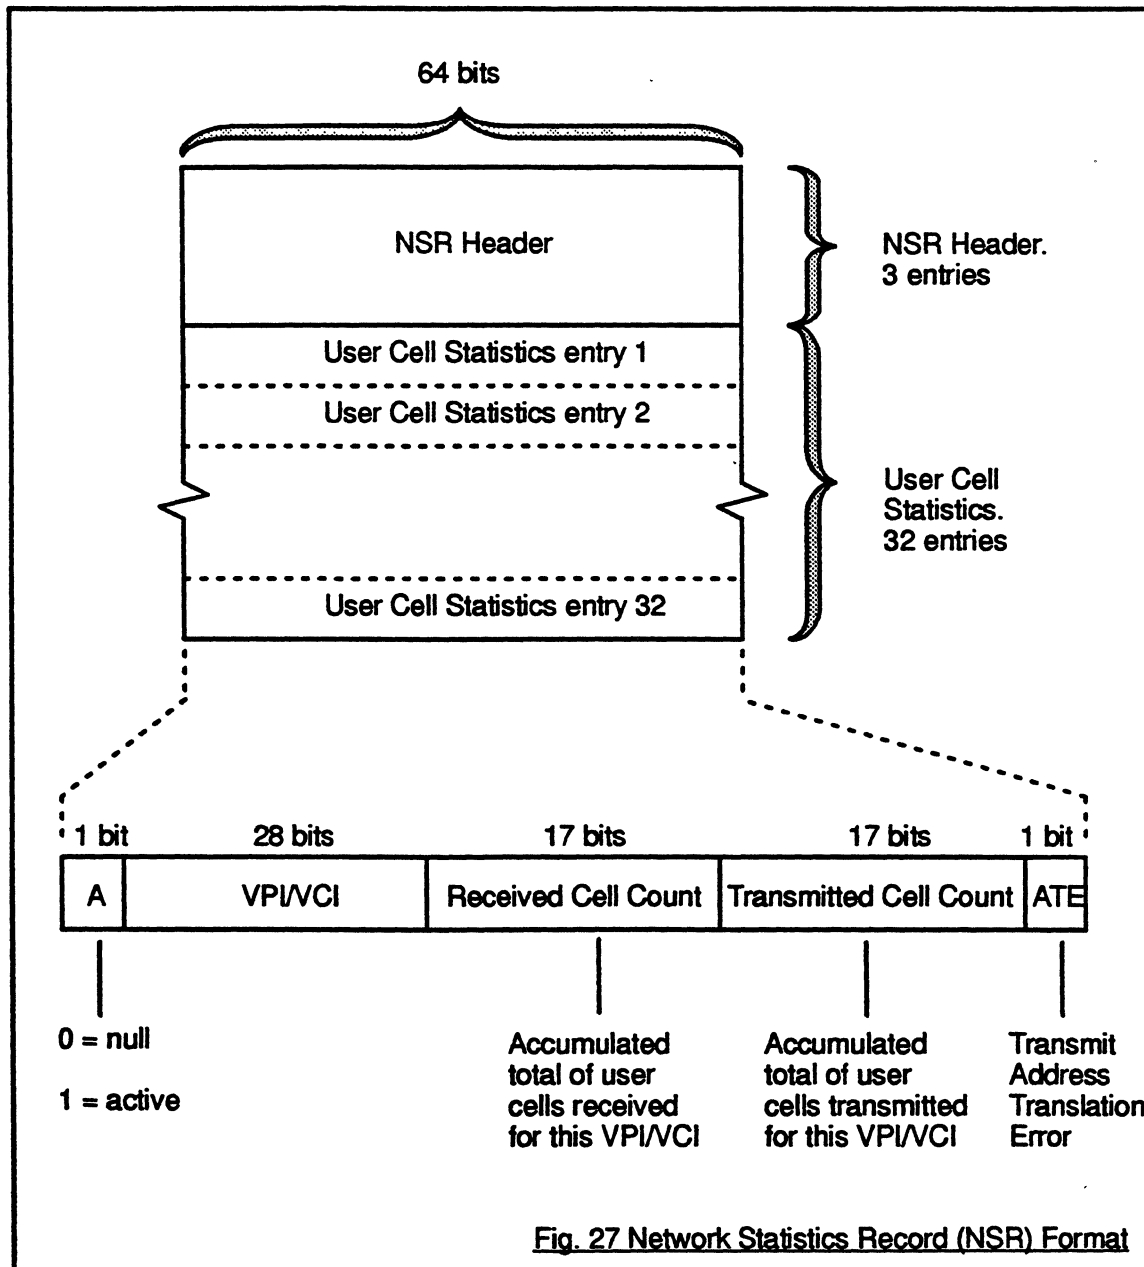 64 bits
NSR Header
NSR Header.
3 entries
User Cell Statistics entry 1
User Cell Statistics entry 2
User Cell
Statistics.
32 entries
User Cell Statistics entry 32
1 bit 28 bits 17 bits 17 bits 1 bit
A VPI/VCI Received Cell Count Transmitted Cell Count ATE
0 = null
1 = active
Accumulated
total of user
cells received
for this VPI/VCI
Accumulated
total of user
cells transmitted
for this VPI/VCI
Transmit
Address
Translation
Error
Fig. 27 Network Statistics Record (NSR) Format